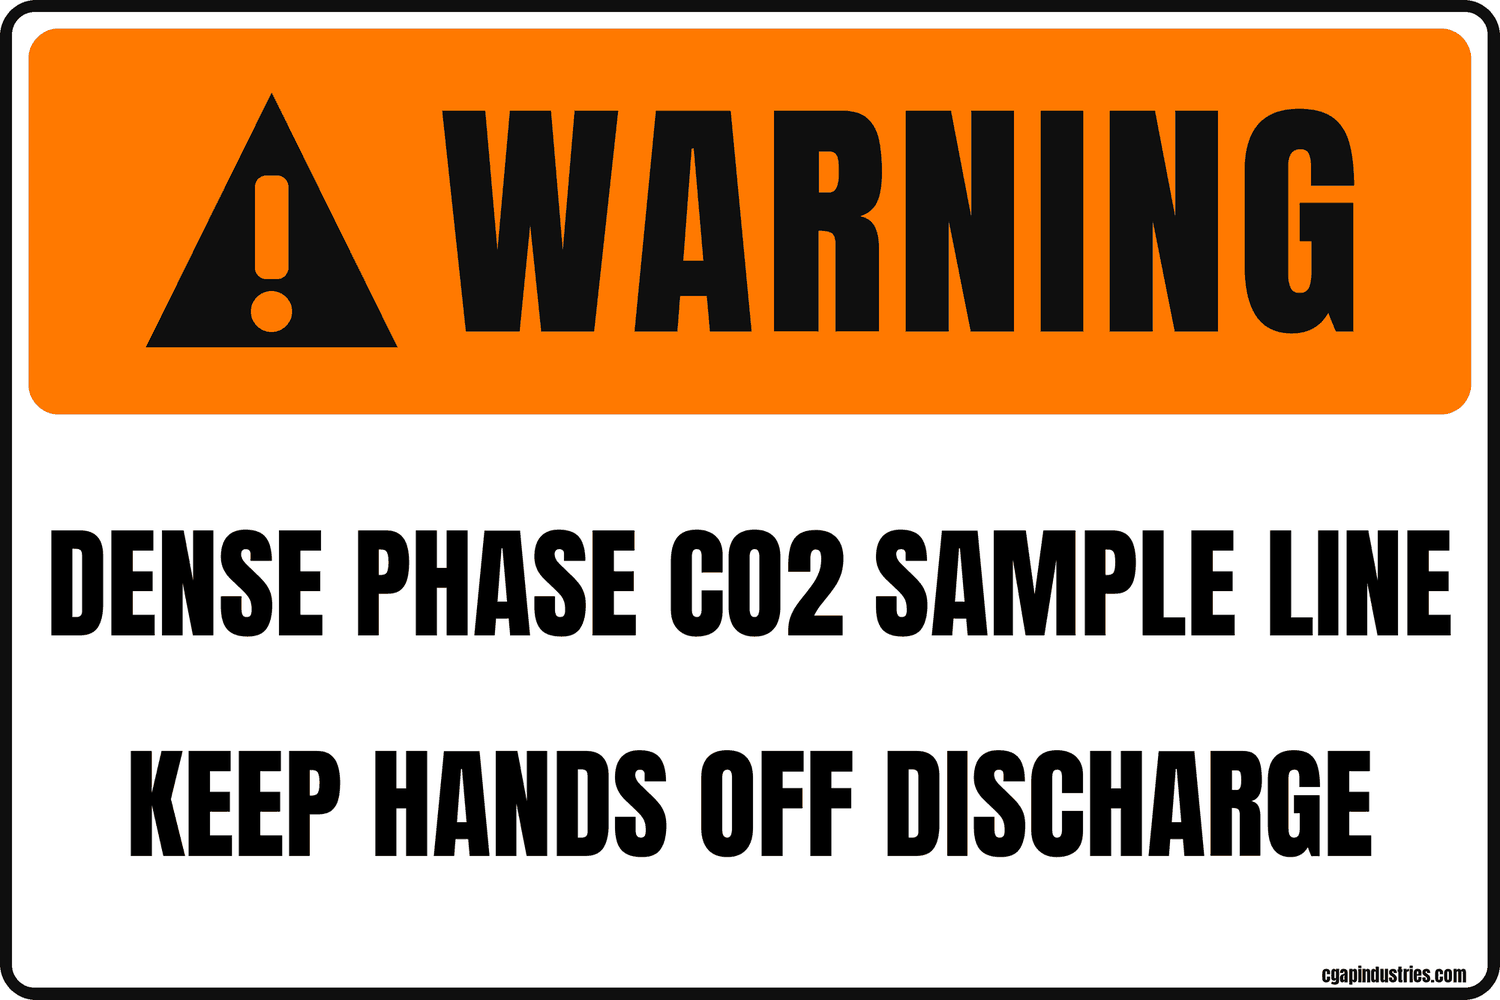 WARNING
DENSE PHASE CO2 SAMPLE LINE
KEEP HANDS OFF DISCHARGE
cgapindustries.com